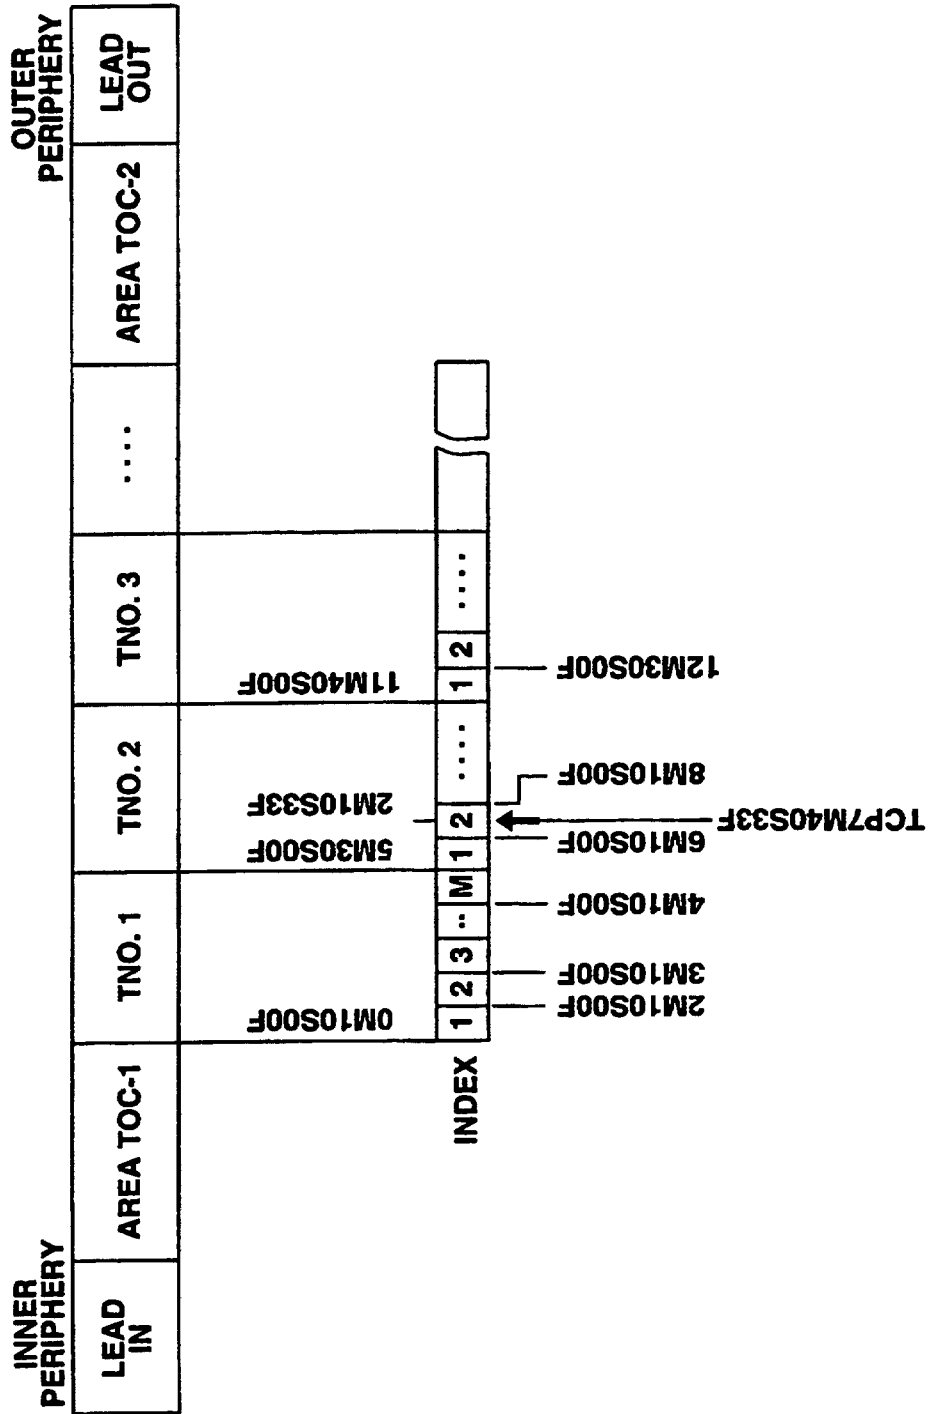 INNER
PERIPHERY
OUTER
PERIPHERY
LEAD
IN
AREA TOC-1
TNO. 1
TNO. 2
TNO. 3
....
AREA TOC-2
LEAD
OUT
0M10S00F
5M30S00F
2M10S33F
11M40S00F
INDEX
1 2 3 .. M 1 2 .... 1 2 ....
2M10S00F
3M10S00F
4M10S00F
6M10S00F
TCP7M40S33F
8M10S00F
12M30S00F